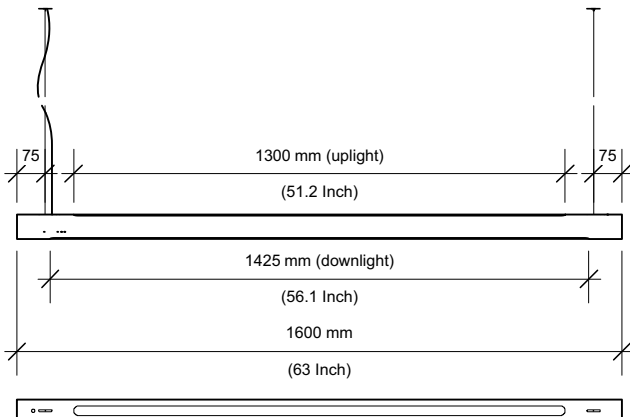 75
1300 mm (uplight)
75
(51.2 Inch)
1425 mm (downlight)
(56.1 Inch)
1600 mm
(63 Inch)